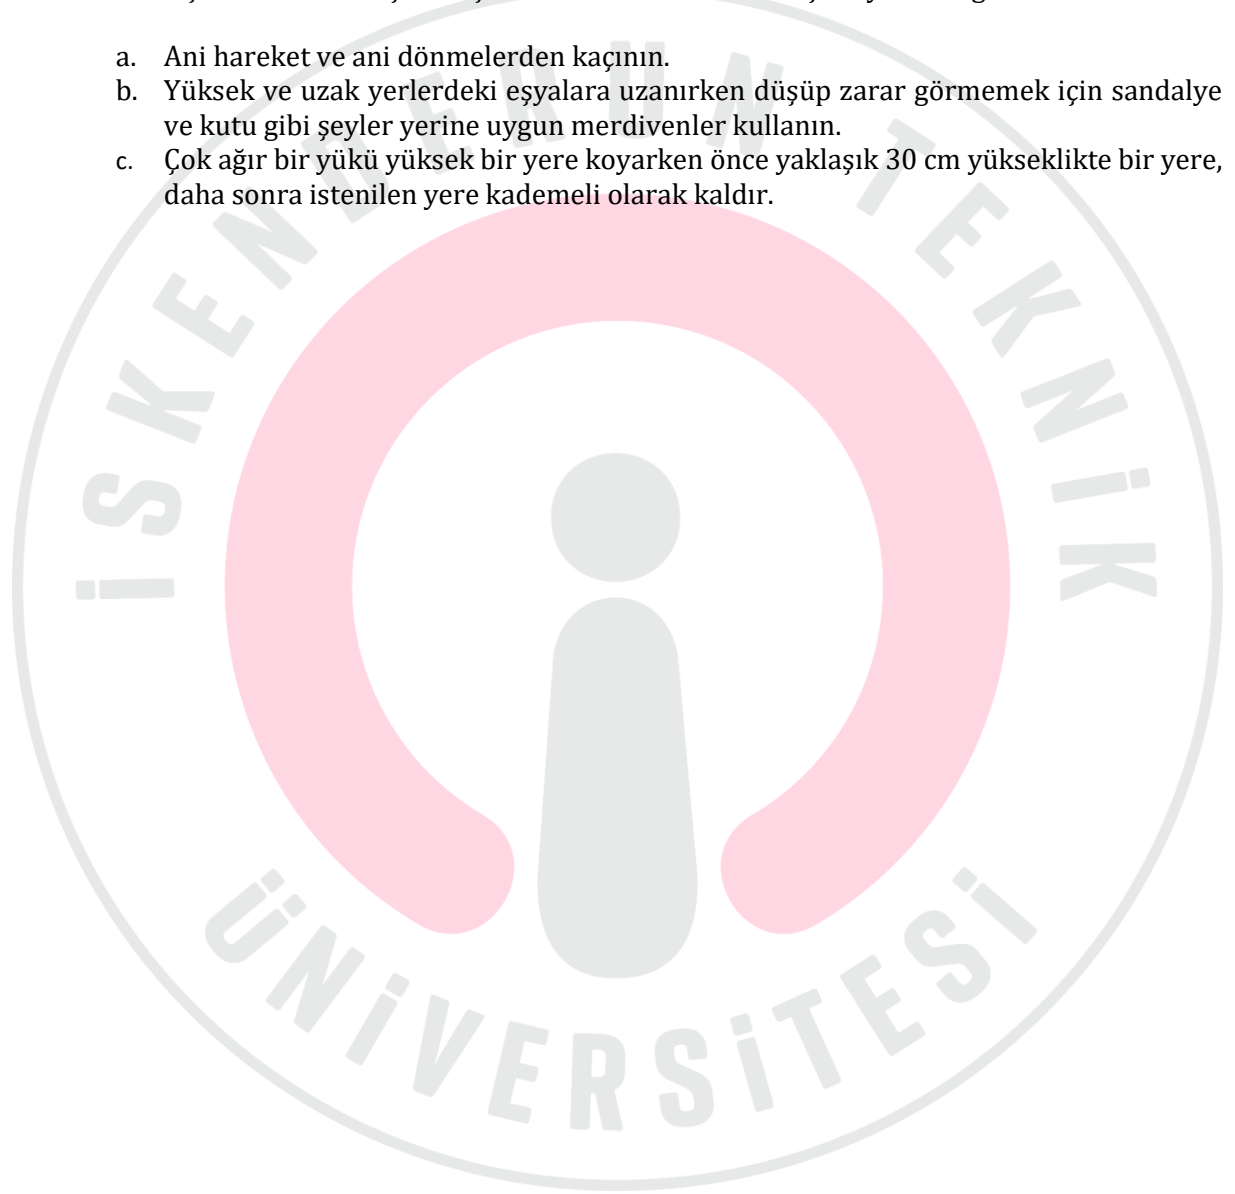 a. Ani hareket ve ani dönmelerden kaçının.
b. Yüksek ve uzak yerlerdeki eşyalara uzanırken düşüp zarar görmemek için sandalye
ve kutu gibi şeyler yerine uygun merdivenler kullanın.
c. Çok ağır bir yükü yüksek bir yere koyarken önce yaklaşık 30 cm yükseklikte bir yere,
daha sonra istenilen yere kademeli olarak kaldır.
İSKENDERUN TEKNİK
ÜNİVERSİTESİ